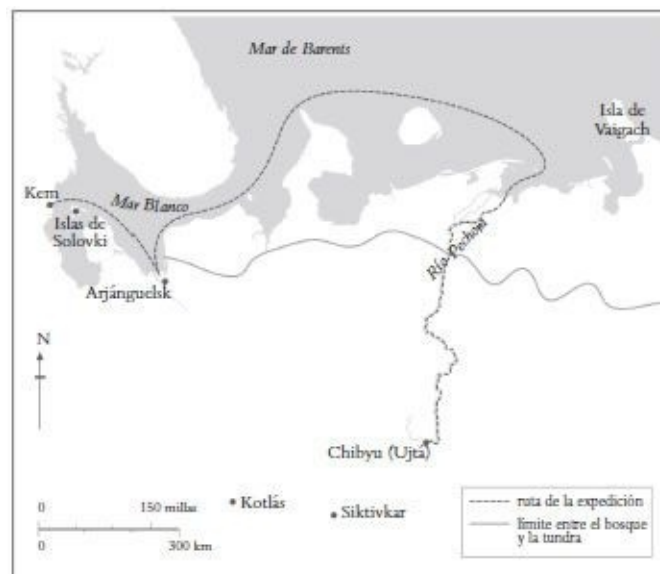 Mar de Barents
Isla de
Vaigach
Kem
Mar Blanco
Islas de
Solovki
Río Pechora
Arjánguelsk
N
Chibyu (Ujtá)
0 150 millas
0 300 km
Kotlás
Siktivkar
ruta de la expedición
límite entre el bosque
y la tundra